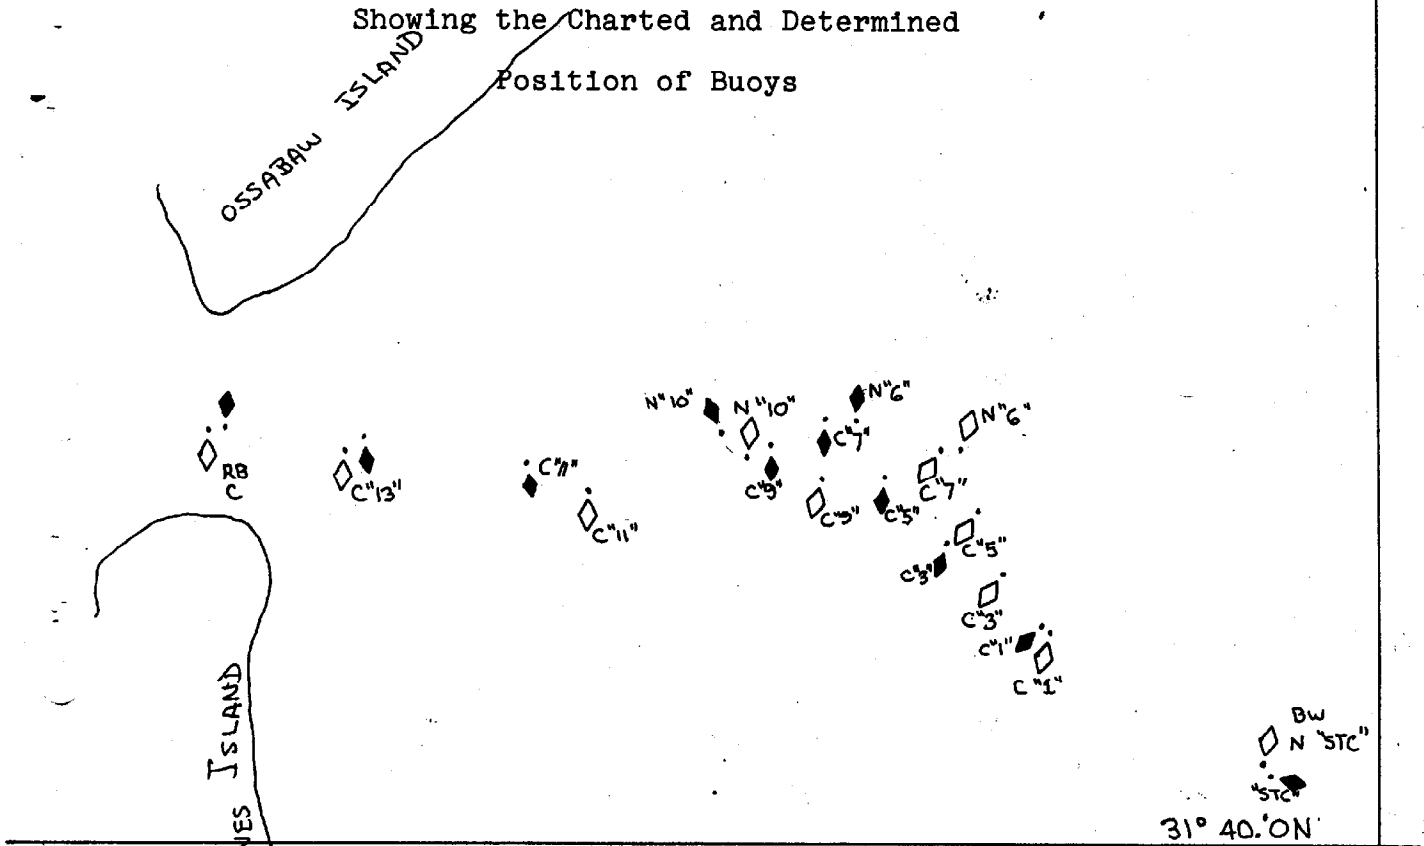 Showing the Charted and Determined
Position of Buoys
OSSABAW ISLAND
N"10"
N"10"
N"6"
N"6"
C"7"
C"7"
RB
C
C"13"
C"11"
C"11"
C"9"
C"9"
C"5"
C"5"
C"3"
C"3"
C"1"
C "1"
BW
N "STC"
"STC"
31° 40.'0N
ISLAND